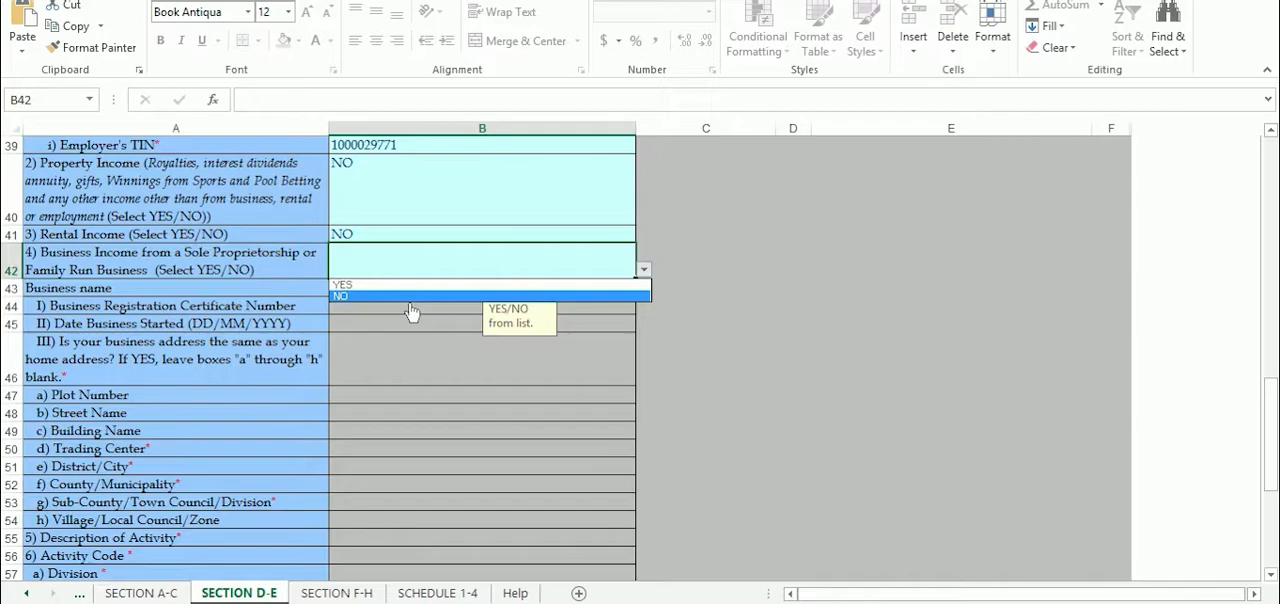 Cut
AutoSum
Book Antiqua 12 A A
Wrap Text
Copy
Fill
Paste
Format Painter
B I U A
Merge & Center
$ % ,
Conditional Formatting
Format as Table
Cell Styles
Insert
Delete
Format
Clear
Sort & Filter
Find & Select
Clipboard
Font
Alignment
Number
Styles
Cells
Editing
B42
fx
A B C D E F
39 i) Employer's TIN* 1000029771
2) Property Income (Royalties, interest dividends NO
annuity, gifts, Winnings from Sports and Pool Betting
and any other income other than from business, rental
40 or employment (Select YES/NO))
41 3) Rental Income (Select YES/NO) NO
4) Business Income from a Sole Proprietorship or
42 Family Run Business (Select YES/NO)
43 Business name
YES
NO
YES/NO
from list.
44 I) Business Registration Certificate Number
45 II) Date Business Started (DD/MM/YYYY)
III) Is your business address the same as your
home address? If YES, leave boxes "a" through "h"
46 blank.*
47 a) Plot Number
48 b) Street Name
49 c) Building Name
50 d) Trading Center*
51 e) District/City*
52 f) County/Municipality*
53 g) Sub-County/Town Council/Division*
54 h) Village/Local Council/Zone
55 5) Description of Activity*
56 6) Activity Code *
57 a) Division *
... SECTION A-C SECTION D-E SECTION F-H SCHEDULE 1-4 Help